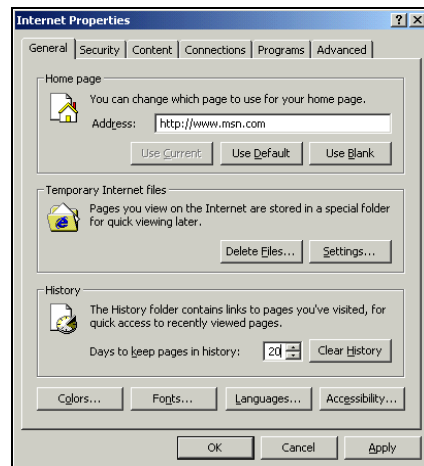 Internet Properties
General Security Content Connections Programs Advanced
Home page
You can change which page to use for your home page.
Address: http://www.msn.com
Use Current Use Default Use Blank
Temporary Internet files
Pages you view on the Internet are stored in a special folder
for quick viewing later.
Delete Files... Settings...
History
The History folder contains links to pages you've visited, for
quick access to recently viewed pages.
Days to keep pages in history: 20 Clear History
Colors... Fonts... Languages... Accessibility...
OK Cancel Apply